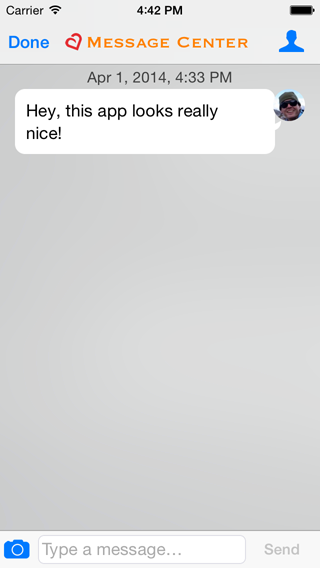 Carrier 4:42 PM
Done Message Center
Apr 1, 2014, 4:33 PM
Hey, this app looks really
nice!
Type a message… Send